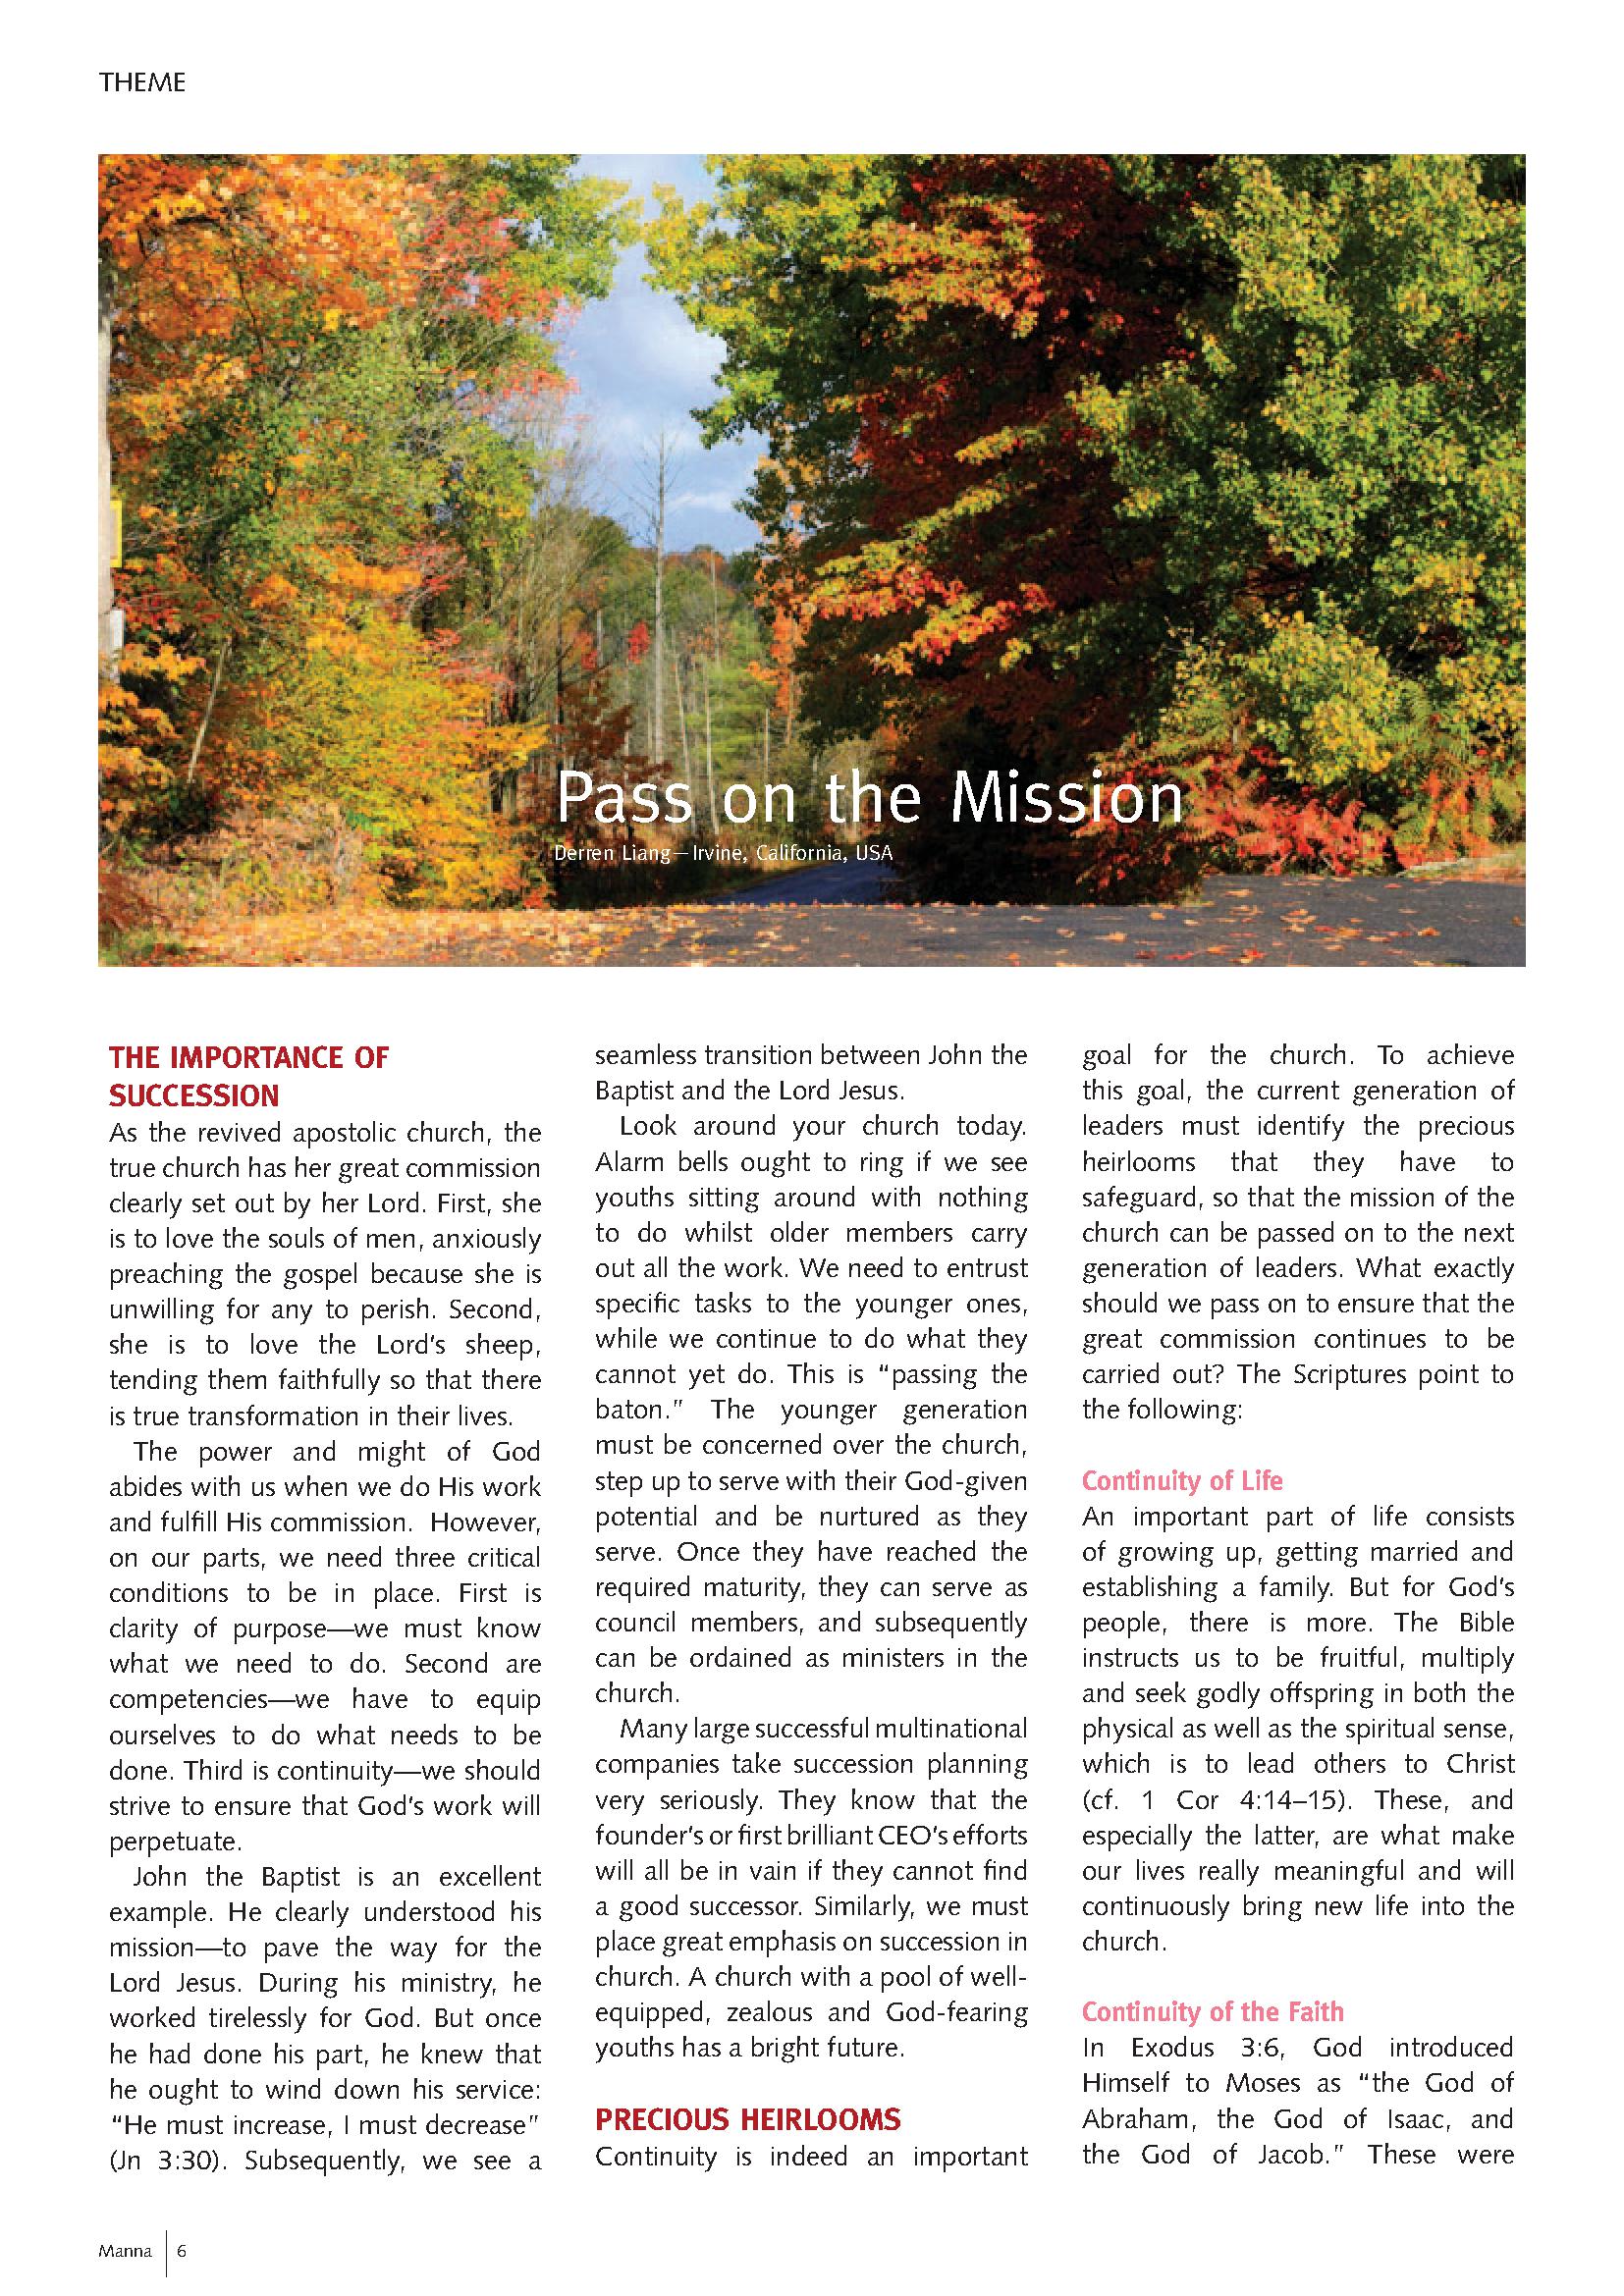 THEME
Pass on the Mission
Derren Liang—Irvine, California, USA
THE IMPORTANCE OF
SUCCESSION
As the revived apostolic church, the
true church has her great commission
clearly set out by her Lord. First, she
is to love the souls of men, anxiously
preaching the gospel because she is
unwilling for any to perish. Second,
she is to love the Lord’s sheep,
tending them faithfully so that there
is true transformation in their lives.
The power and might of God
abides with us when we do His work
and fulfill His commission. However,
on our parts, we need three critical
conditions to be in place. First is
clarity of purpose—we must know
what we need to do. Second are
competencies—we have to equip
ourselves to do what needs to be
done. Third is continuity—we should
strive to ensure that God’s work will
perpetuate.
John the Baptist is an excellent
example. He clearly understood his
mission—to pave the way for the
Lord Jesus. During his ministry, he
worked tirelessly for God. But once
he had done his part, he knew that
he ought to wind down his service:
“He must increase, I must decrease”
(Jn 3:30). Subsequently, we see a
seamless transition between John the
Baptist and the Lord Jesus.
Look around your church today.
Alarm bells ought to ring if we see
youths sitting around with nothing
to do whilst older members carry
out all the work. We need to entrust
specific tasks to the younger ones,
while we continue to do what they
cannot yet do. This is “passing the
baton.” The younger generation
must be concerned over the church,
step up to serve with their God-given
potential and be nurtured as they
serve. Once they have reached the
required maturity, they can serve as
council members, and subsequently
can be ordained as ministers in the
church.
Many large successful multinational
companies take succession planning
very seriously. They know that the
founder’s or first brilliant CEO’s efforts
will all be in vain if they cannot find
a good successor. Similarly, we must
place great emphasis on succession in
church. A church with a pool of well-
equipped, zealous and God-fearing
youths has a bright future.
PRECIOUS HEIRLOOMS
Continuity is indeed an important
goal for the church. To achieve
this goal, the current generation of
leaders must identify the precious
heirlooms that they have to
safeguard, so that the mission of the
church can be passed on to the next
generation of leaders. What exactly
should we pass on to ensure that the
great commission continues to be
carried out? The Scriptures point to
the following:
Continuity of Life
An important part of life consists
of growing up, getting married and
establishing a family. But for God’s
people, there is more. The Bible
instructs us to be fruitful, multiply
and seek godly offspring in both the
physical as well as the spiritual sense,
which is to lead others to Christ
(cf. 1 Cor 4:14–15). These, and
especially the latter, are what make
our lives really meaningful and will
continuously bring new life into the
church.
Continuity of the Faith
In Exodus 3:6, God introduced
Himself to Moses as “the God of
Abraham, the God of Isaac, and
the God of Jacob.” These were
Manna 6